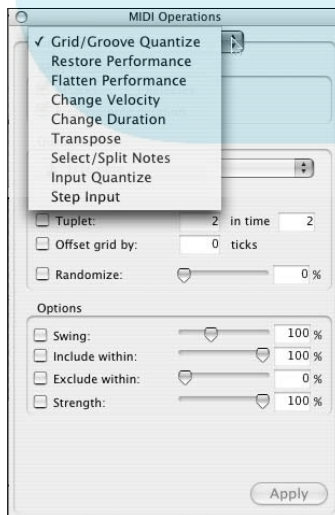 MIDI Operations
✓ Grid/Groove Quantize
Restore Performance
Flatten Performance
Change Velocity
Change Duration
Transpose
Select/Split Notes
Input Quantize
Step Input
Tuplet: 2 in time 2
Offset grid by: 0 ticks
Randomize: 0 %
Options
Swing: 100 %
Include within: 100 %
Exclude within: 0 %
Strength: 100 %
Apply